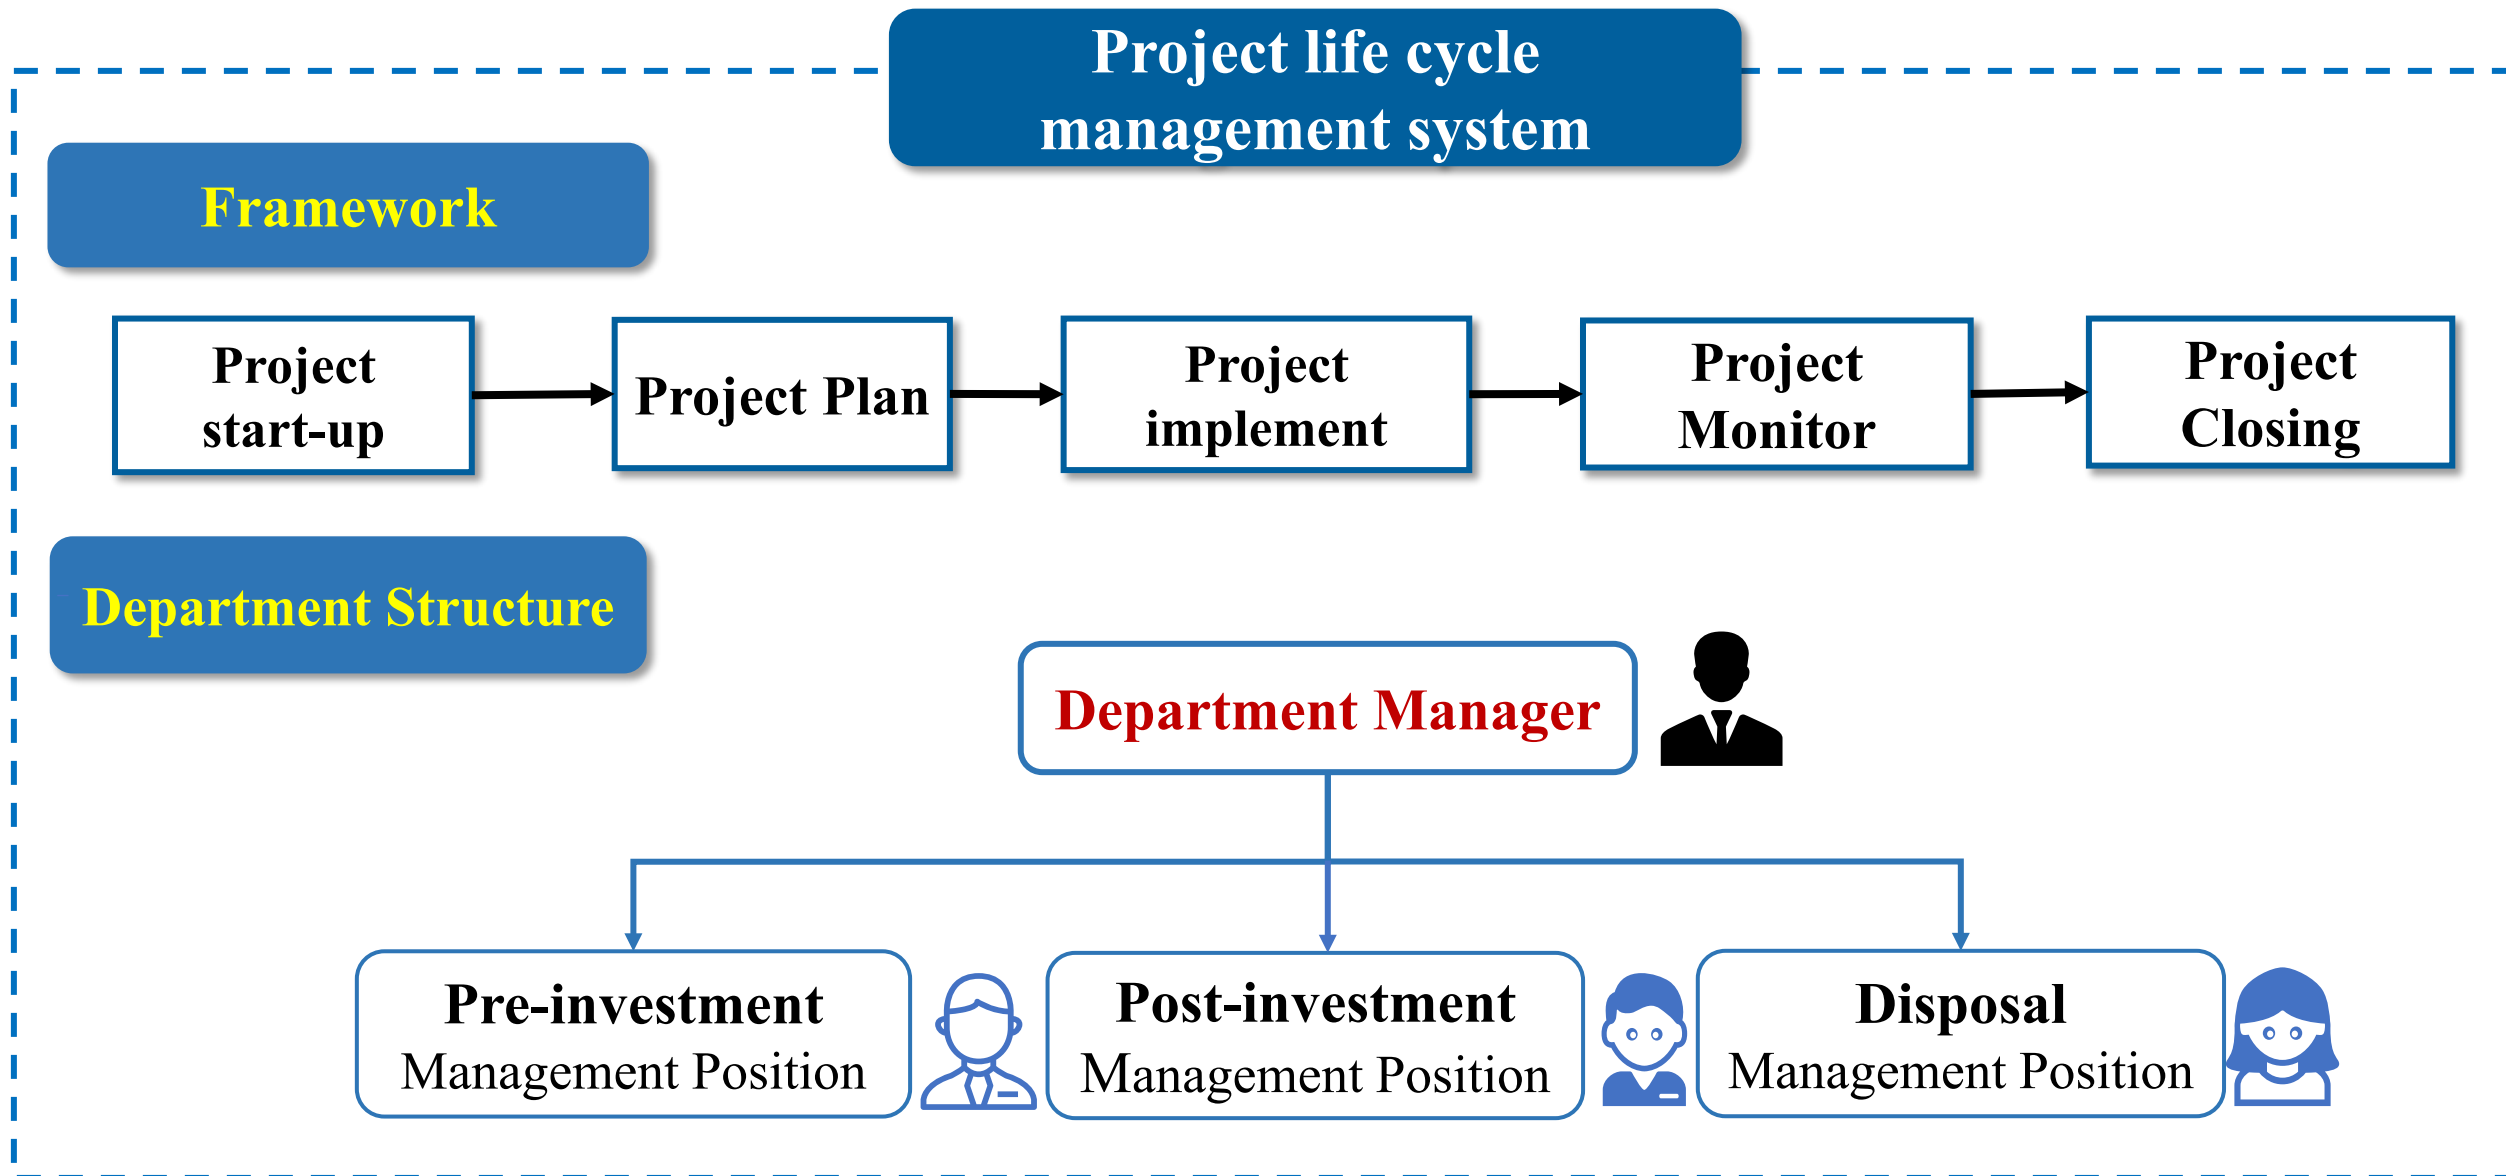 Project life cycle
management system
Framework
Project
start-up
Project Plan
Project
implement
Project
Monitor
Project
Closing
Department Structure
Department Manager
Pre-investment
Management Position
Post-investment
Management Position
Disposal
Management Position